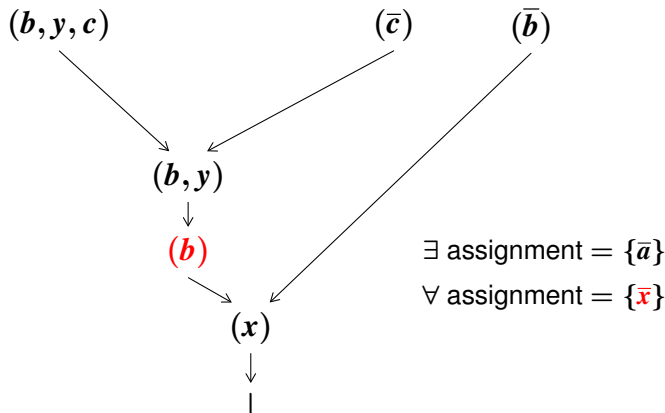 (b, y, c) (c̅) (b̅)
(b, y)
(b)
∃ assignment = {a̅}
∀ assignment = {x̅}
(x)